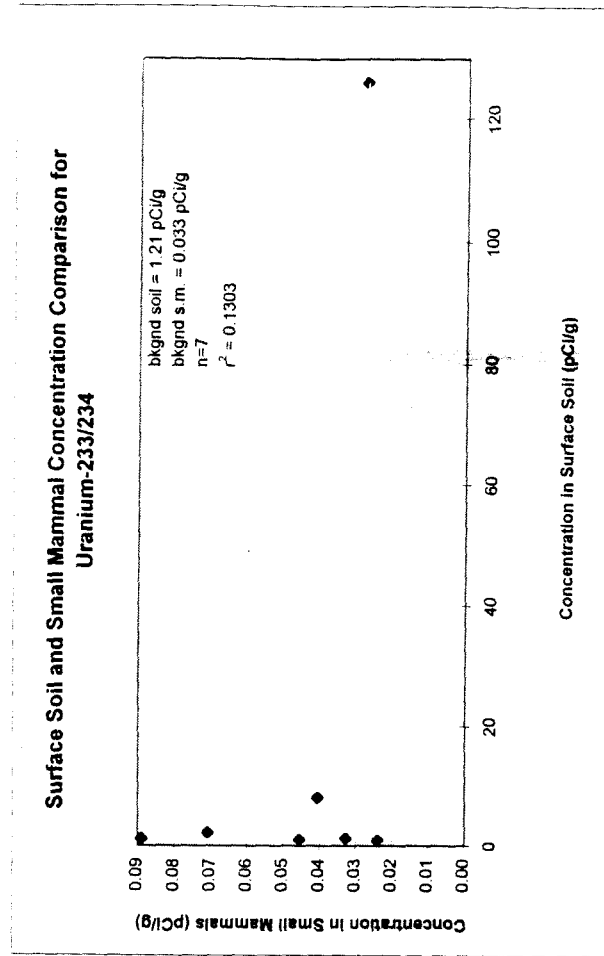 Surface Soil and Small Mammal Concentration Comparison for
Uranium-233/234
bkgnd soil = 1.21 pCi/g
bkgnd s.m. = 0.033 pCi/g
n=7
r² = 0.1303
Concentration in Small Mammals (pCi/g)
0.09
0.08
0.07
0.06
0.05
0.04
0.03
0.02
0.01
0.00
0
20
40
60
80
100
120
Concentration in Surface Soil (pCi/g)